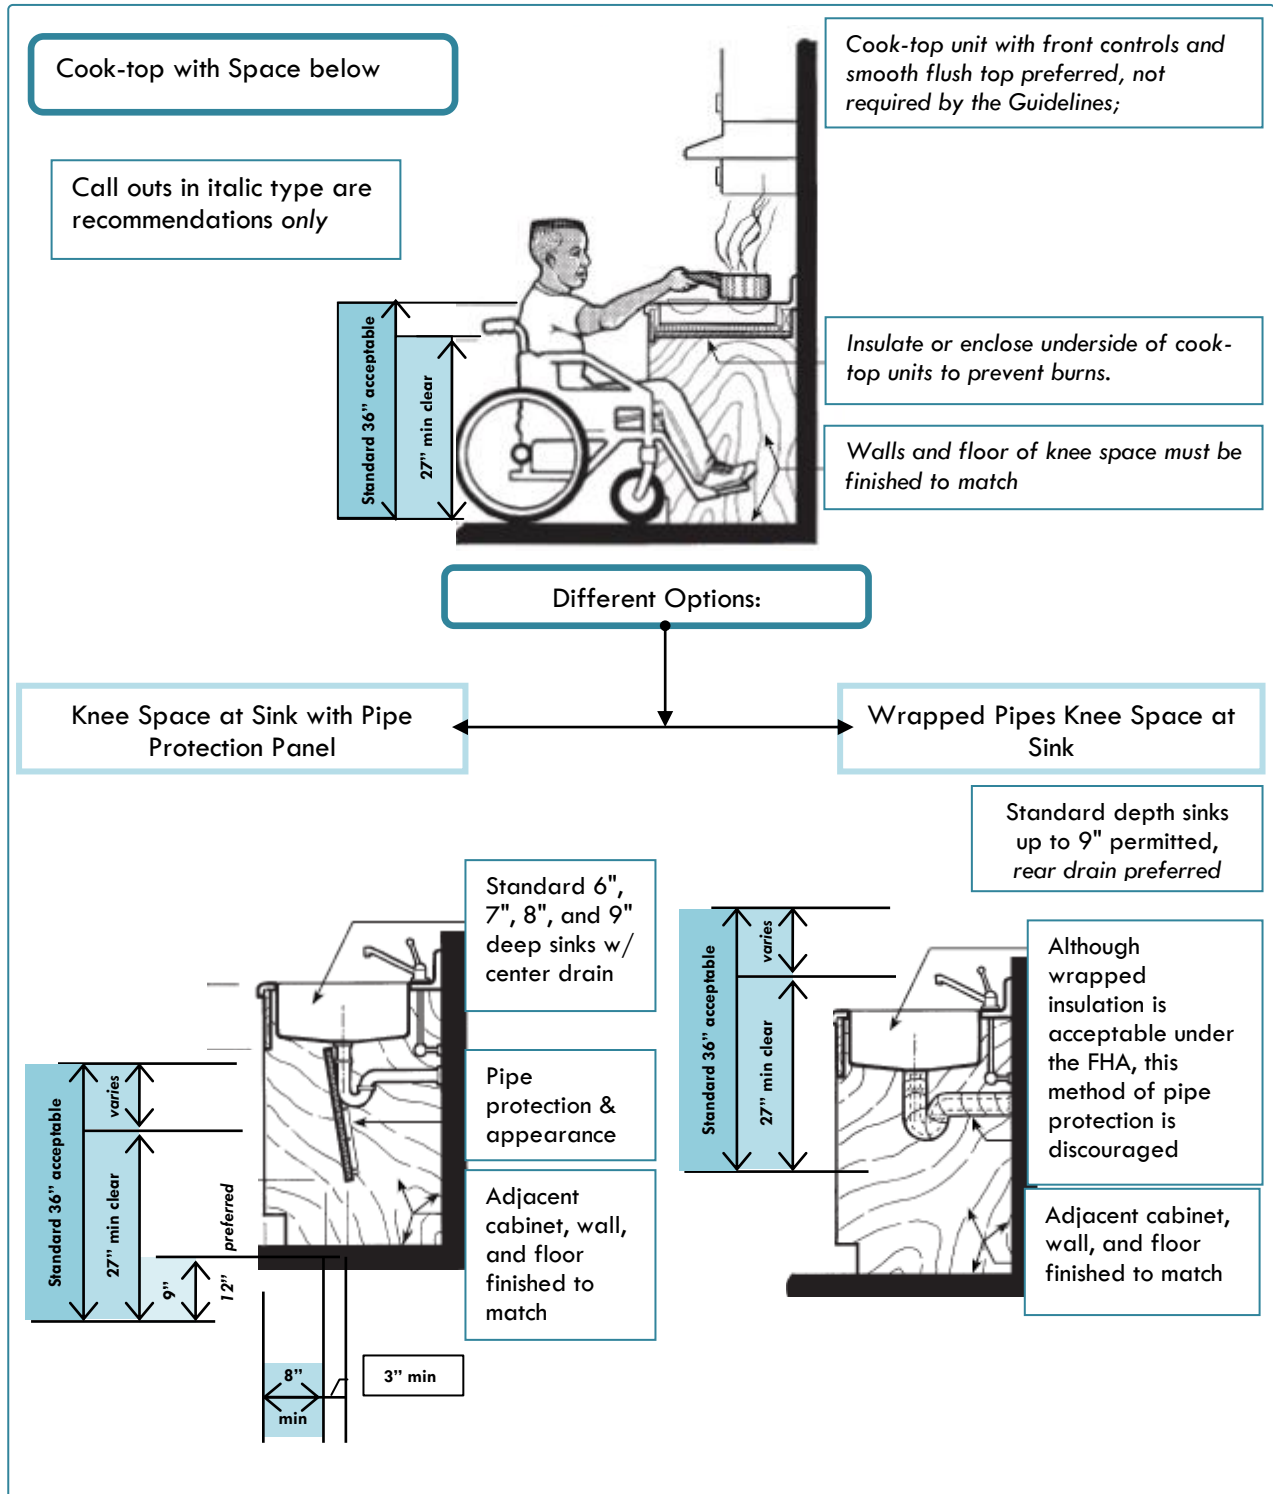 Cook-top with Space below
Cook-top unit with front controls and
smooth flush top preferred, not
required by the Guidelines;
Call outs in italic type are
recommendations only
Standard 36” acceptable
27” min clear
Insulate or enclose underside of cook-
top units to prevent burns.
Walls and floor of knee space must be
finished to match
Different Options:
Knee Space at Sink with Pipe
Protection Panel
Wrapped Pipes Knee Space at
Sink
Standard depth sinks
up to 9" permitted,
rear drain preferred
Standard 6",
7", 8", and 9"
deep sinks w/
center drain
Pipe
protection &
appearance
Adjacent
cabinet, wall,
and floor
finished to
match
Standard 36” acceptable
varies
27” min clear
9”
12” preferred
8”
min
3” min
Standard 36” acceptable
varies
27” min clear
Although
wrapped
insulation is
acceptable under
the FHA, this
method of pipe
protection is
discouraged
Adjacent cabinet,
wall, and floor
finished to match